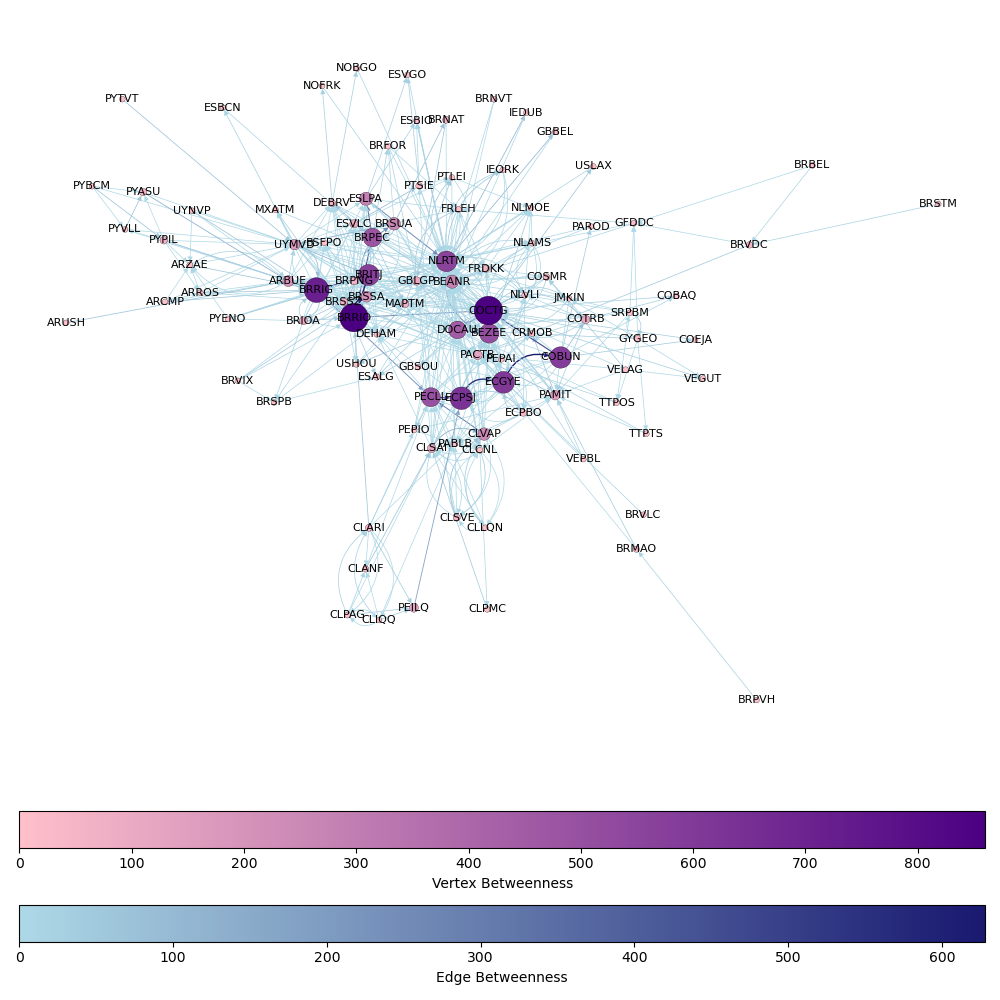 NOBGO
ESVGO
NOFRK
PYTVT
BRNVT
ESBCN
IEDUB
ESBIO
BRNAT
GBBEL
BRFOR
BRBEL
USLAX
IEORK
PTLEI
PYBCM
PTSIE
PYASU
ESLPA
DEBRV
BRSTM
UYNVP
MXATM
FRLEH
NLMOE
ESVLC
BRSUA
GFDDC
PAROD
PYVLL
BRPEC
PYPIL
UYMVD
ESFPO
NLAMS
BRVDC
NLRTM
ARZAE
FRDKK
BRITJ
COSMR
ARBUE
BRPNG
GBLGP
BEANR
BRRIG
ARROS
NLVLI
BRSSA
COBAQ
JMKIN
ARCMP
BRSSZ
MAPTM
COCTG
SRPBM
ARUSH
PYENO
BRIOA
BRRIO
COTRB
DOCAU
DEHAM
BEZEE
CRMOB
GYGEO
COEJA
PACTB
PEPAI
COBUN
USHOU
GBSOU
VELAG
ESALG
BRVIX
ECGYE
VEGUT
BRSPB
PECLL
ECPSJ
PAMIT
TTPOS
ECPBO
PEPIO
CLVAP
TTPTS
PABLB
CLSAI
CLCNL
VEPBL
BRVLC
CLSVE
CLARI
CLLQN
BRMAO
CLANF
PEILQ
CLPMC
CLPAG
CLIQQ
BRPVH
0 100 200 300 400 500 600 700 800
Vertex Betweenness
0 100 200 300 400 500 600
Edge Betweenness